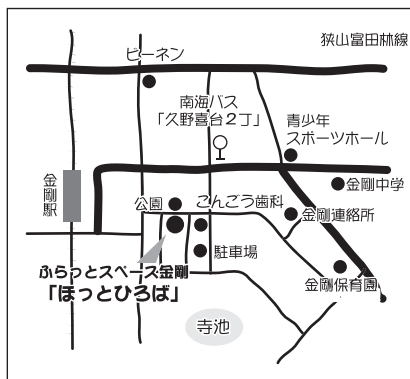 狭山富田林線
ピーネン
南海バス
「久野喜台2丁」
青少年
スポーツホール
金剛駅
金剛中学
公園
こんごう歯科
金剛連絡所
駐車場
ふらっとスペース金剛
「ほっとひろば」
金剛保育園
寺池